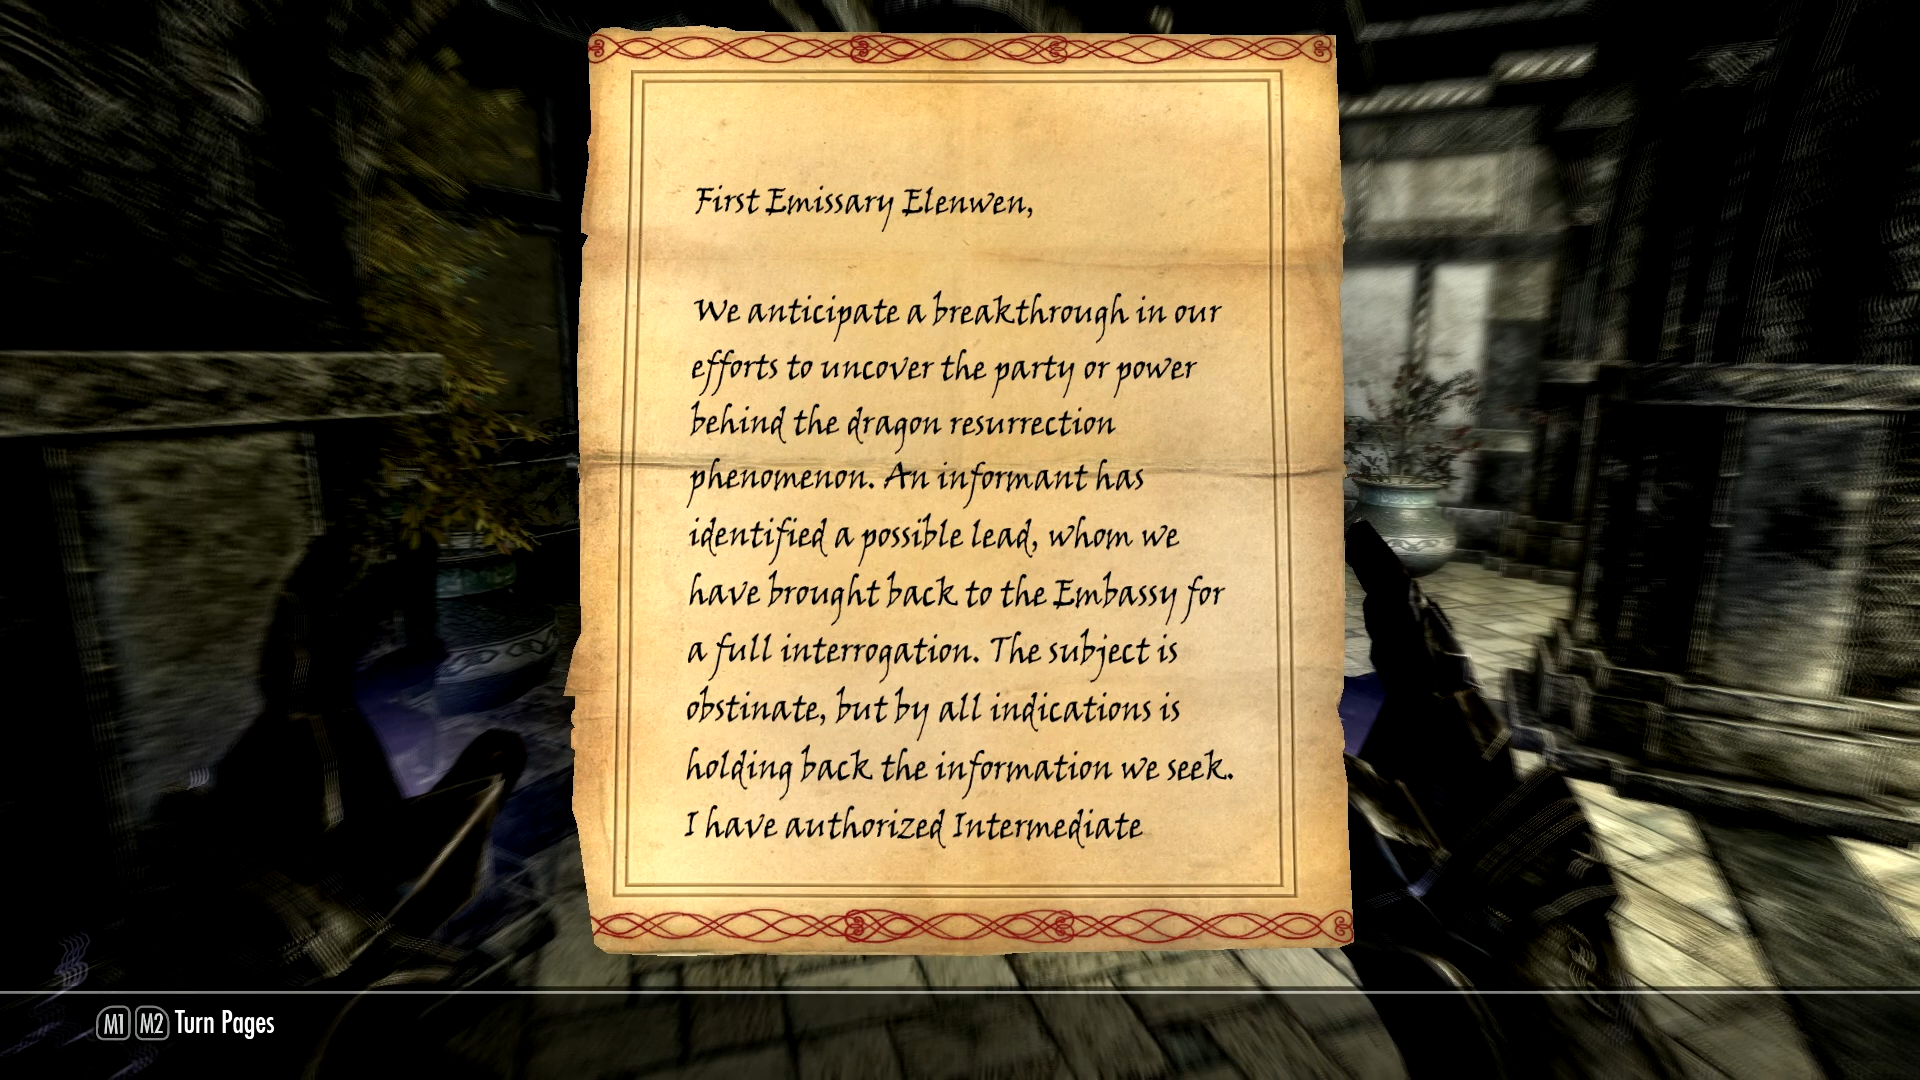 First Emissary Elenwen,
We anticipate a breakthrough in our
efforts to uncover the party or power
behind the dragon resurrection
phenomenon. An informant has
identified a possible lead, whom we
have brought back to the Embassy for
a full interrogation. The subject is
obstinate, but by all indications is
holding back the information we seek.
I have authorized Intermediate
M1 M2 Turn Pages